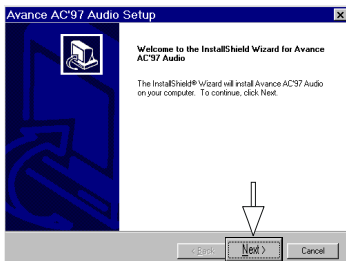 Avance AC'97 Audio Setup
Welcome to the InstallShield Wizard for Avance
AC'97 Audio
The InstallShield® Wizard will install Avance AC'97 Audio
on your computer. To continue, click Next.
< Back
Next >
Cancel